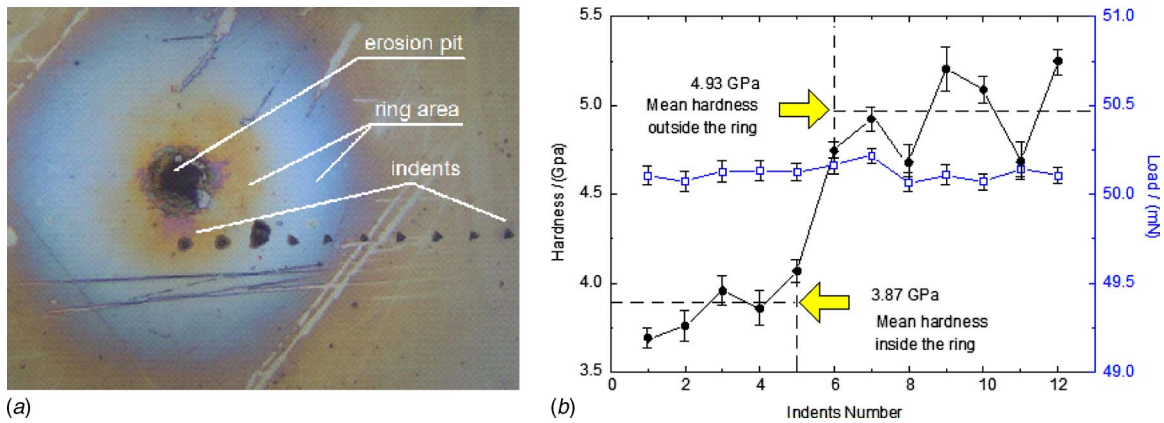 erosion pit
ring area
indents
(a)
5.5
5.0
4.5
4.0
3.5
Hardness / (Gpa)
4.93 GPa
Mean hardness
outside the ring
3.87 GPa
Mean hardness
inside the ring
51.0
50.5
50.0
49.5
49.0
Load / (mN)
0
2
4
6
8
10
12
Indents Number
(b)